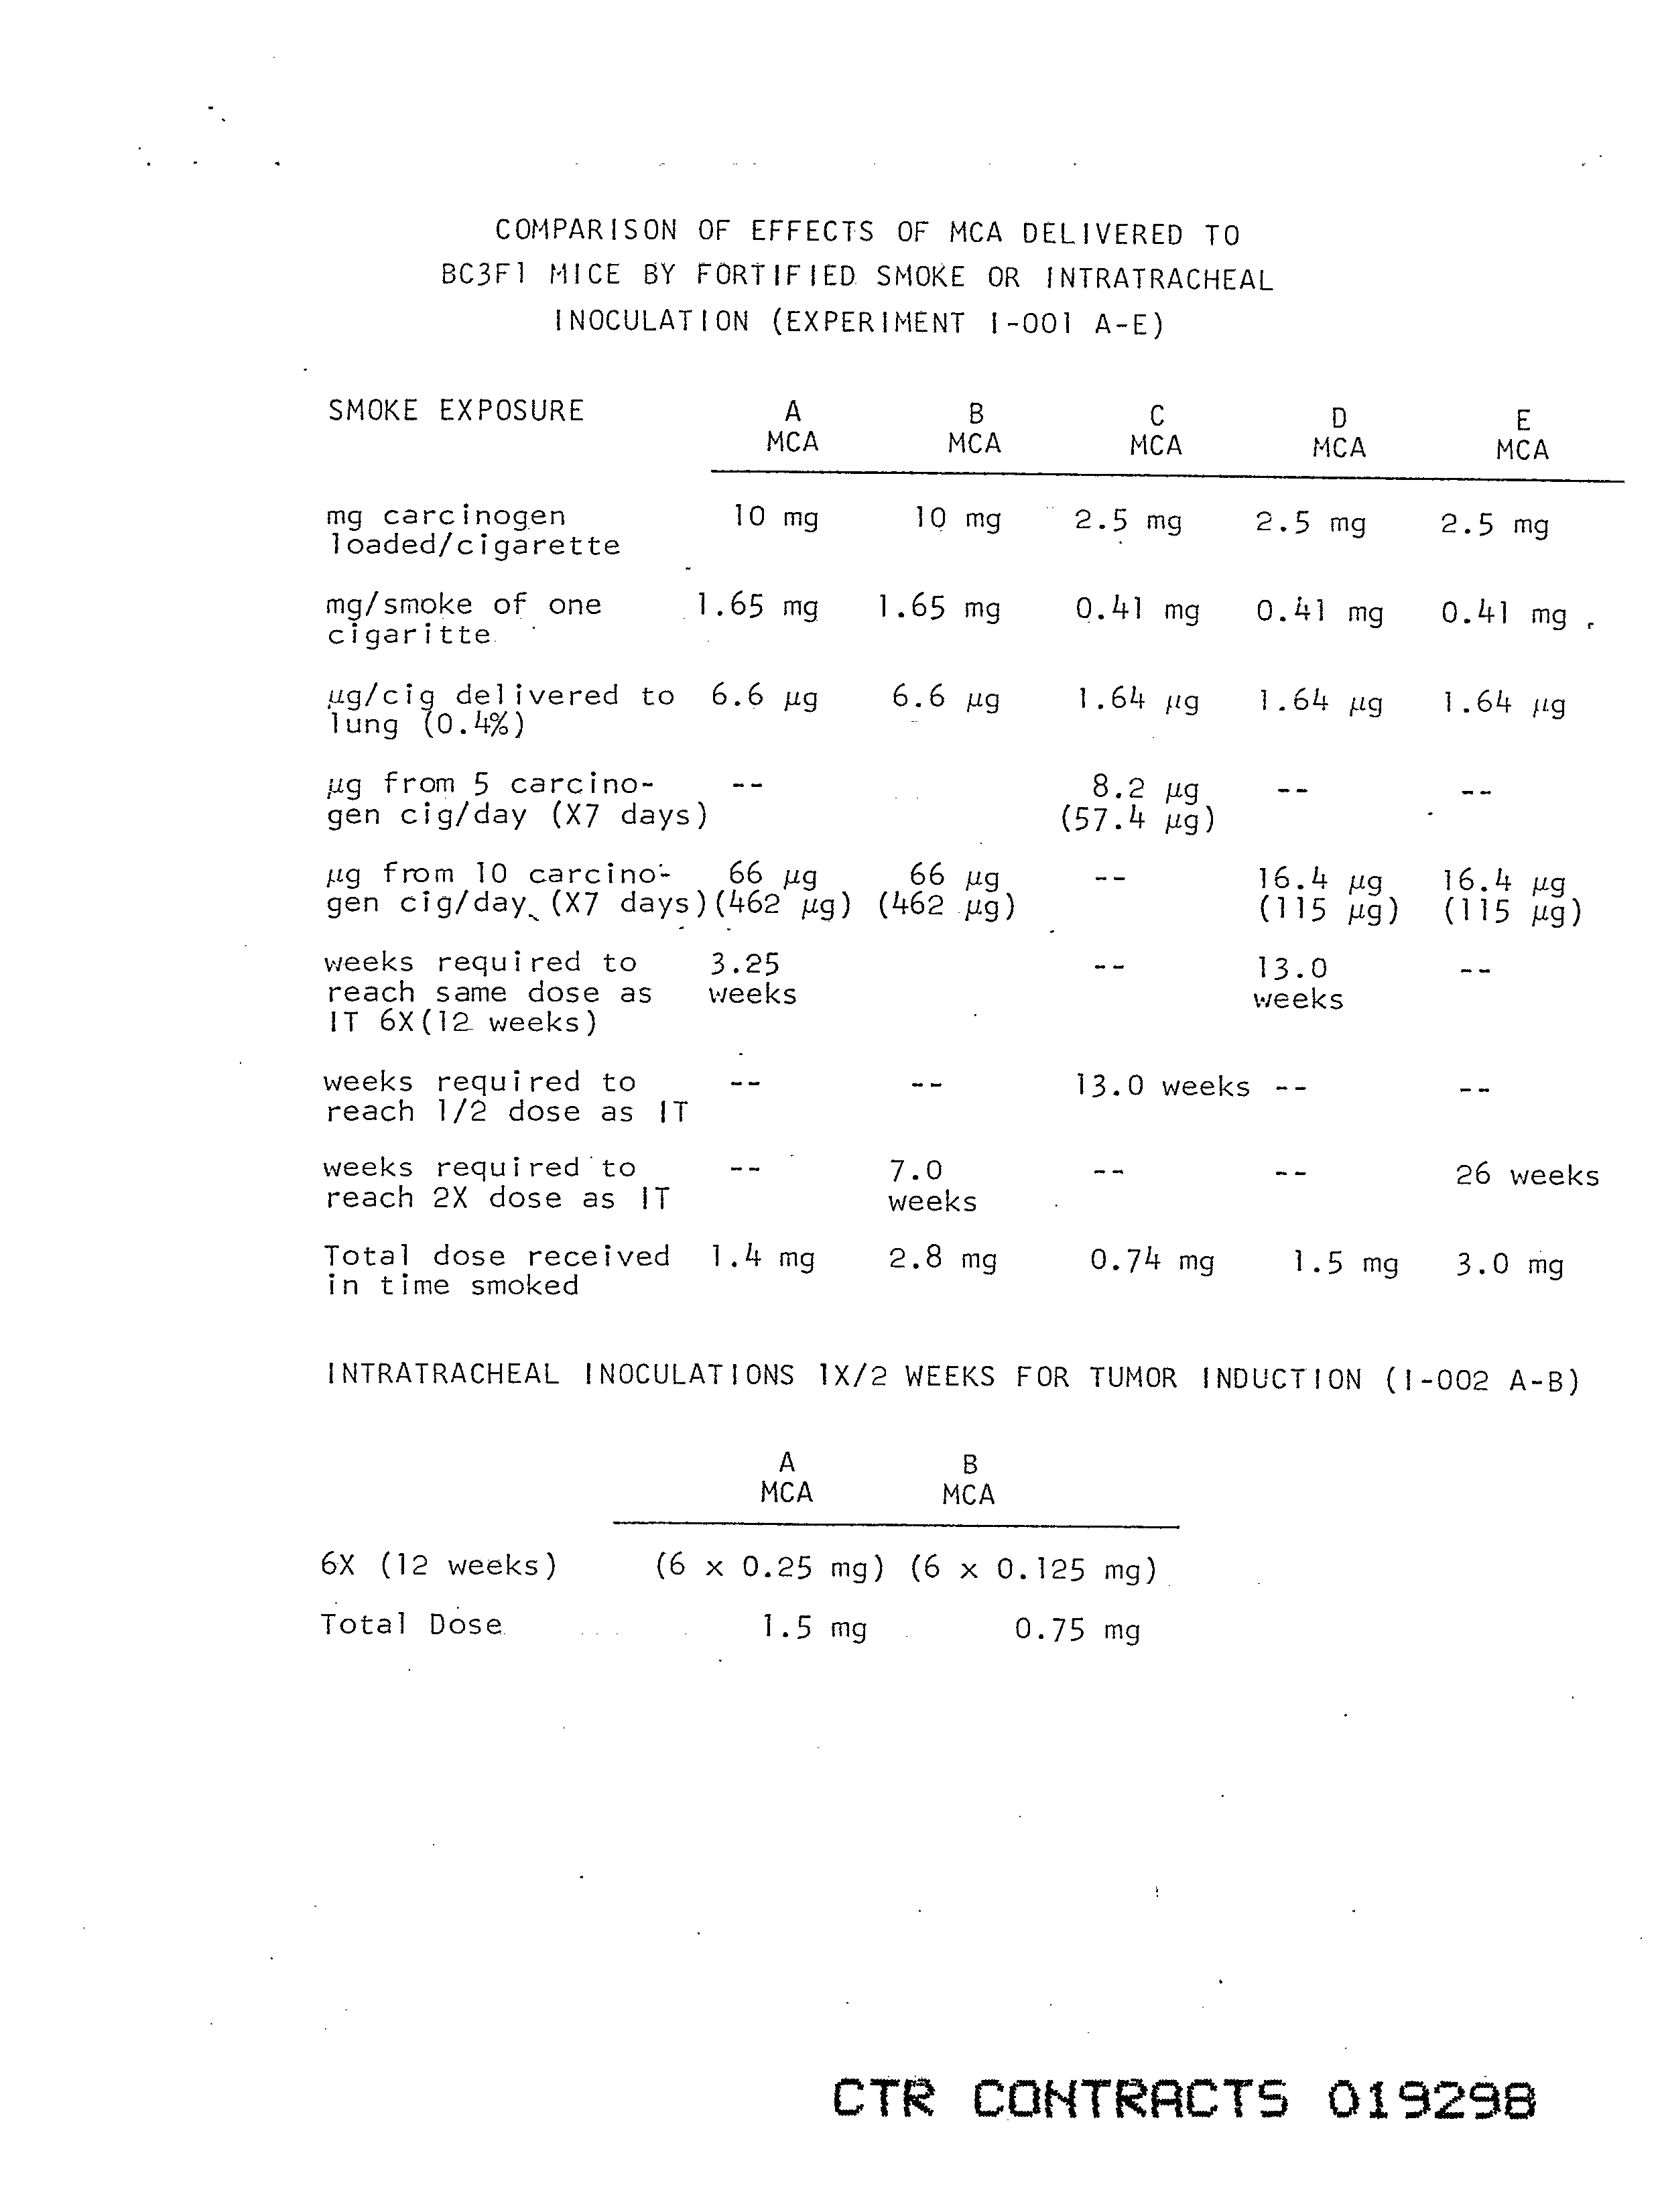 COMPARISON OF EFFECTS OF MCA DELIVERED TO
BC3F1 MICE BY FORTIFIED SMOKE OR INTRATRACHEAL
INOCULATION (EXPERIMENT I-001 A-E)
SMOKE EXPOSURE A B C D E
MCA MCA MCA MCA MCA
mg carcinogen 10 mg 10 mg 2.5 mg 2.5 mg 2.5 mg
loaded/cigarette
mg/smoke of one 1.65 mg 1.65 mg 0.41 mg 0.41 mg 0.41 mg
cigaritte
µg/cig delivered to 6.6 µg 6.6 µg 1.64 µg 1.64 µg 1.64 µg
lung (0.4%)
µg from 5 carcino- -- 8.2 µg -- --
gen cig/day (X7 days) (57.4 µg)
µg from 10 carcino- 66 µg 66 µg -- 16.4 µg 16.4 µg
gen cig/day (X7 days) (462 µg) (462 µg) (115 µg) (115 µg)
weeks required to 3.25 -- 13.0 --
reach same dose as weeks weeks
IT 6X(12 weeks)
weeks required to -- -- 13.0 weeks -- --
reach 1/2 dose as IT
weeks required to -- 7.0 -- -- 26 weeks
reach 2X dose as IT weeks
Total dose received 1.4 mg 2.8 mg 0.74 mg 1.5 mg 3.0 mg
in time smoked
INTRATRACHEAL INOCULATIONS 1X/2 WEEKS FOR TUMOR INDUCTION (I-002 A-B)
A B
MCA MCA
6X (12 weeks) (6 x 0.25 mg) (6 x 0.125 mg)
Total Dose 1.5 mg 0.75 mg
CTR CONTRACTS 019298